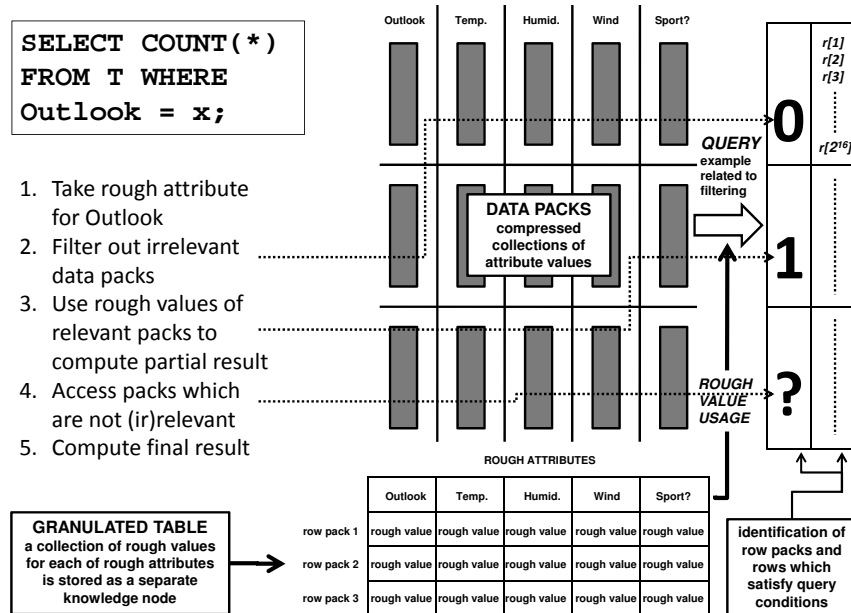 SELECT COUNT(*)
FROM T WHERE
Outlook = x;
1. Take rough attribute
for Outlook
2. Filter out irrelevant
data packs
3. Use rough values of
relevant packs to
compute partial result
4. Access packs which
are not (ir)relevant
5. Compute final result
Outlook Temp. Humid. Wind Sport?
DATA PACKS
compressed
collections of
attribute values
QUERY
example
related to
filtering
0
1
?
r[1]
r[2]
r[3]
r[2¹⁶]
ROUGH
VALUE
USAGE
ROUGH ATTRIBUTES
Outlook Temp. Humid. Wind Sport?
row pack 1 rough value rough value rough value rough value rough value
row pack 2 rough value rough value rough value rough value rough value
row pack 3 rough value rough value rough value rough value rough value
GRANULATED TABLE
a collection of rough values
for each of rough attributes
is stored as a separate
knowledge node
identification of
row packs and
rows which
satisfy query
conditions